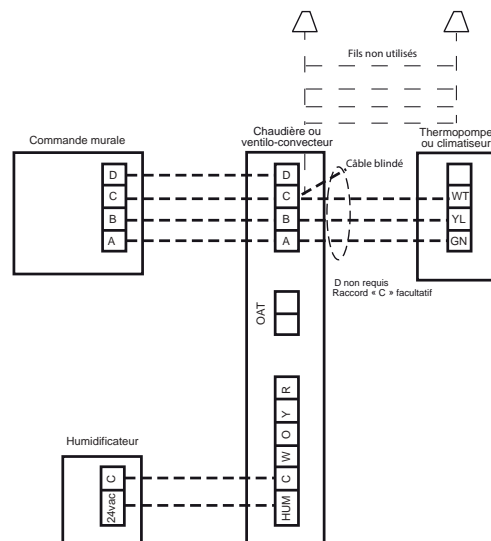 Fils non utilisés
Commande murale
Chaudière ou
ventilo-convecteur
Thermopompe
ou climatiseur
Câble blindé
D
C
B
A
D
C
B
A
WT
YL
GN
D non requis
Raccord « C » facultatif
OAT
R
Y
O
W
C
HUM
Humidificateur
C
24vac